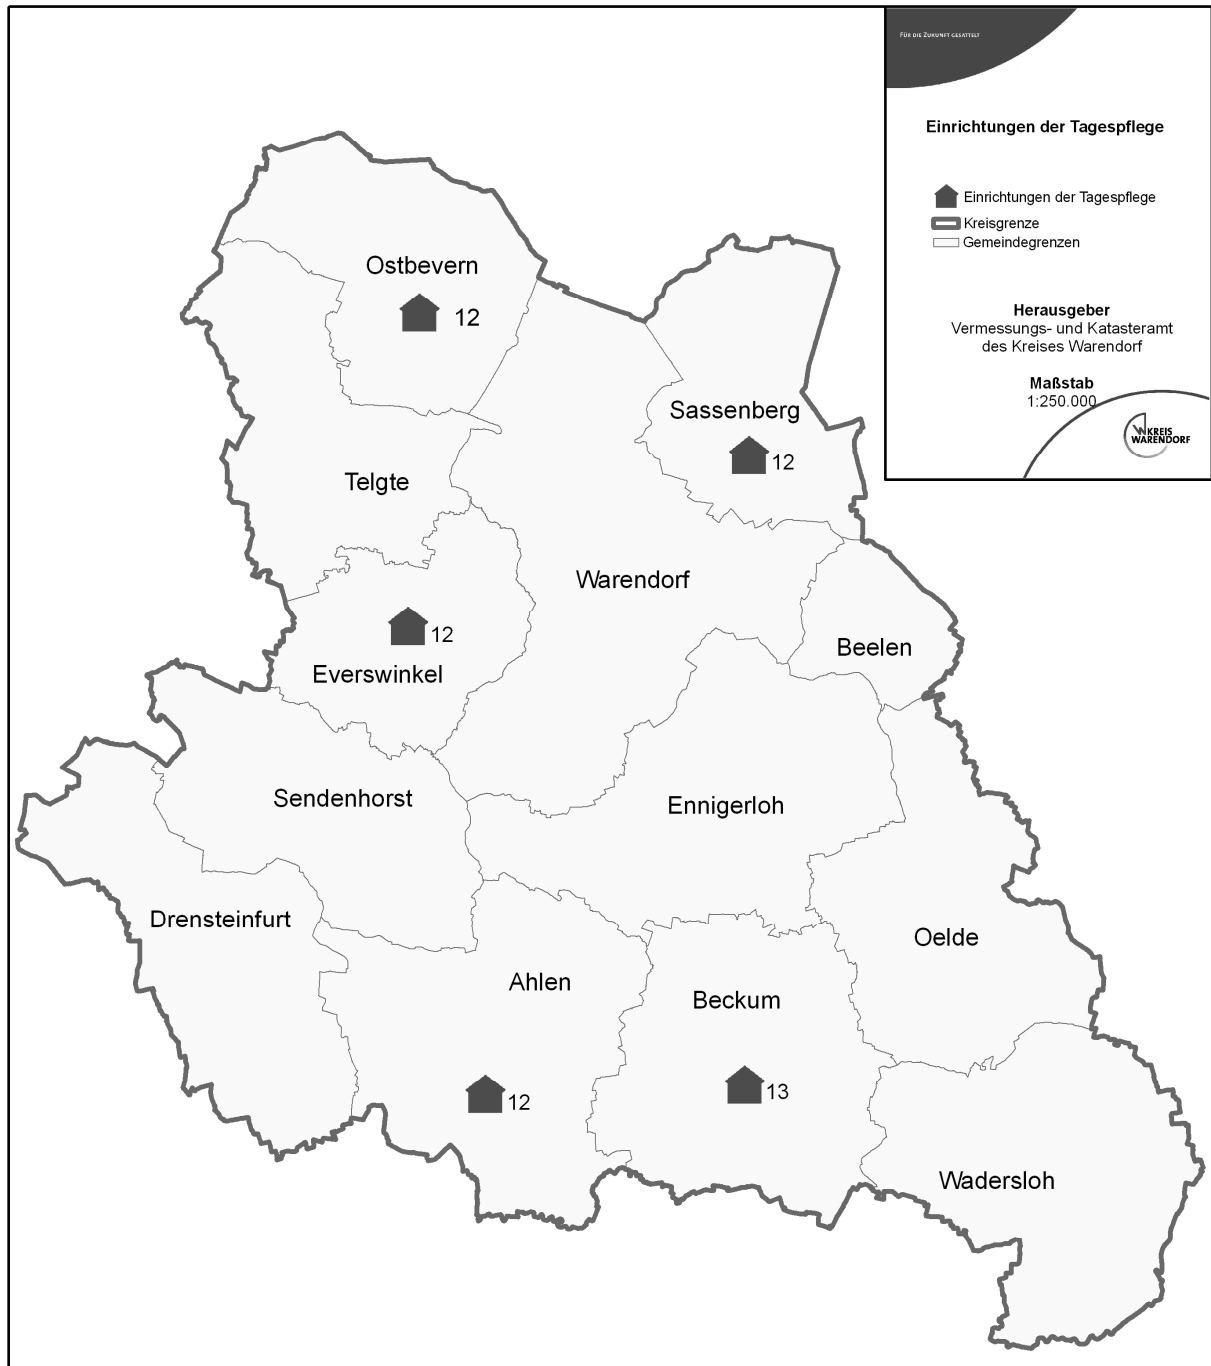 FÜR DIE ZUKUNFT GESATTELT
Einrichtungen der Tagespflege
Einrichtungen der Tagespflege
Kreisgrenze
Gemeindegrenzen
Herausgeber
Vermessungs- und Katasteramt
des Kreises Warendorf
Maßstab
1:250.000
KREIS
WARENDORF
Ostbevern
12
Sassenberg
12
Telgte
Warendorf
12
Everswinkel
Beelen
Sendenhorst
Ennigerloh
Drensteinfurt
Oelde
Ahlen
Beckum
12
13
Wadersloh